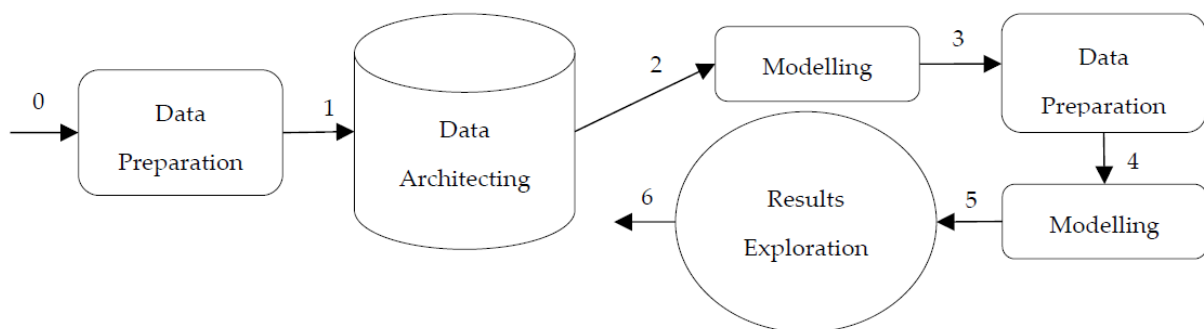 0
Data
Preparation
1
Data
Architecting
2
Modelling
3
Data
Preparation
4
Modelling
5
Results
Exploration
6